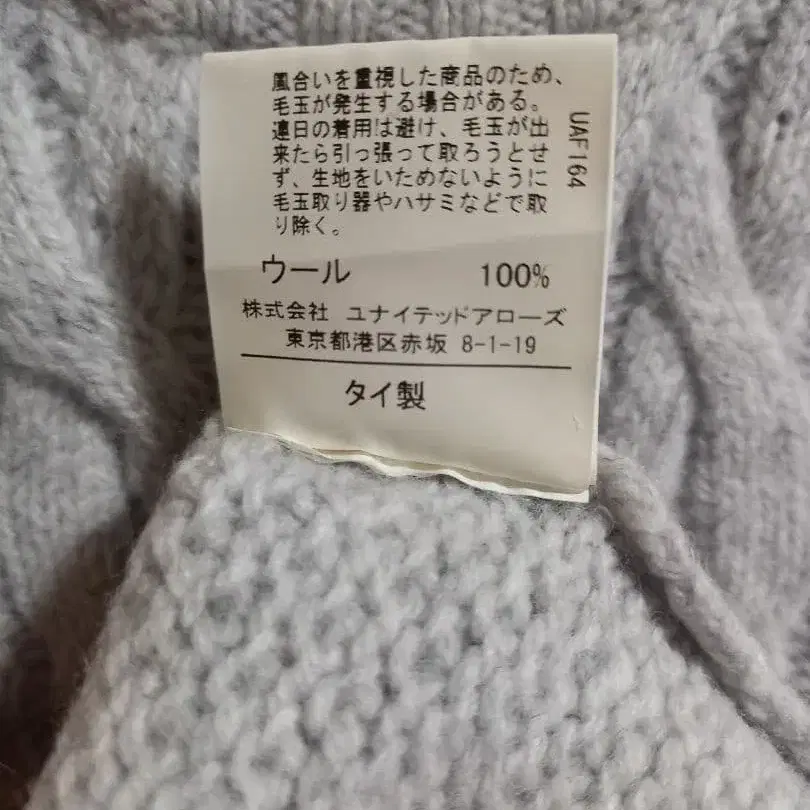 風合いを重視した商品のため、
毛玉が発生する場合がある。
連日の着用は避け、毛玉が出
来たら引っ張って取ろうとせ
ず、生地をいためないように
毛玉取り器やハサミなどで取
り除く。
UAF164
ウール 100%
株式会社 ユナイテッドアローズ
東京都港区赤坂 8-1-19
タイ製